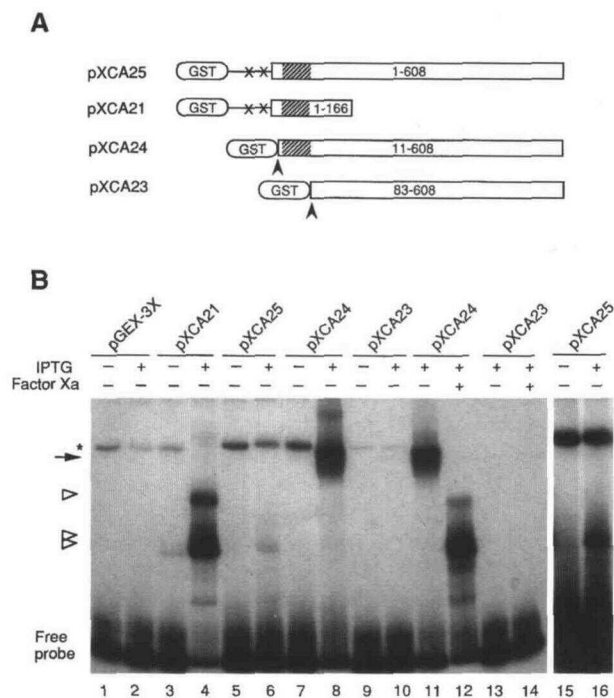 A
pXCA25 GST X X 1-608
pXCA21 GST X X 1-166
pXCA24 GST 11-608
pXCA23 GST 83-608
B
pGEX-3X pXCA21 pXCA25 pXCA24 pXCA23 pXCA24 pXCA23 pXCA25
IPTG - + - + - + - + - + + + + + - +
Factor Xa - - - - - - - - - - - + - + - -
*
Free
probe
1 2 3 4 5 6 7 8 9 10 11 12 13 14 15 16